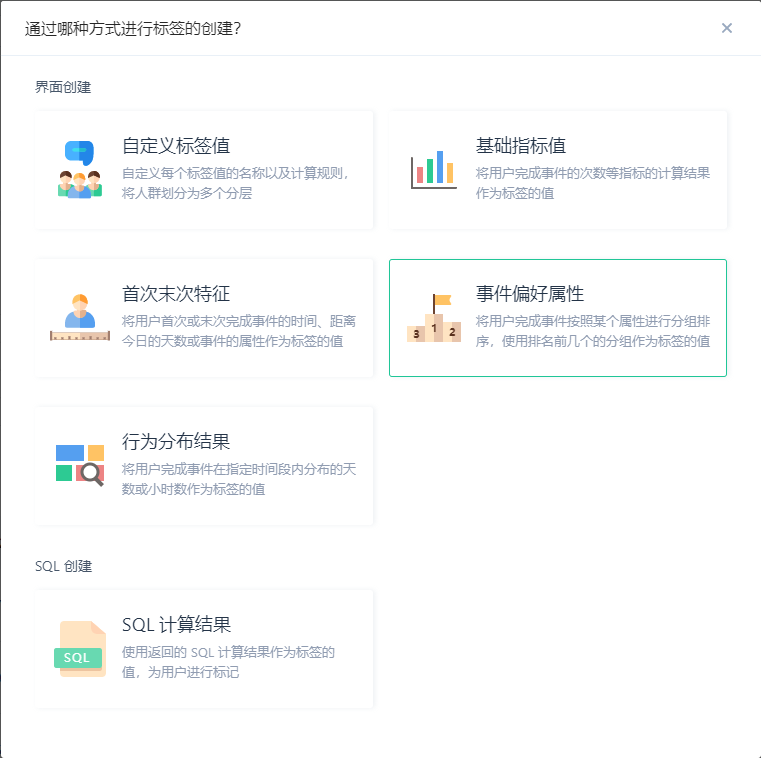 通过哪种方式进行标签的创建？
界面创建
自定义标签值
自定义每个标签值的名称以及计算规则，
将人群划分为多个分层
基础指标值
将用户完成事件的次数等指标的计算结果
作为标签的值
首次末次特征
将用户首次或末次完成事件的时间、距离
今日的天数或事件的属性作为标签的值
3 1 2
事件偏好属性
将用户完成事件按照某个属性进行分组排
序，使用排名前几个的分组作为标签的值
行为分布结果
将用户完成事件在指定时间段内分布的天
数或小时数作为标签的值
SQL 创建
SQL
SQL 计算结果
使用返回的 SQL 计算结果作为标签的
值，为用户进行标记